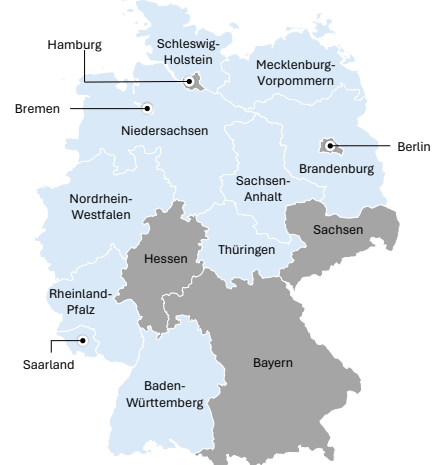 Hamburg
Schleswig-
Holstein
Mecklenburg-
Vorpommern
Bremen
Niedersachsen
Berlin
Brandenburg
Sachsen-
Anhalt
Nordrhein-
Westfalen
Sachsen
Thüringen
Hessen
Rheinland-
Pfalz
Saarland
Bayern
Baden-
Württemberg